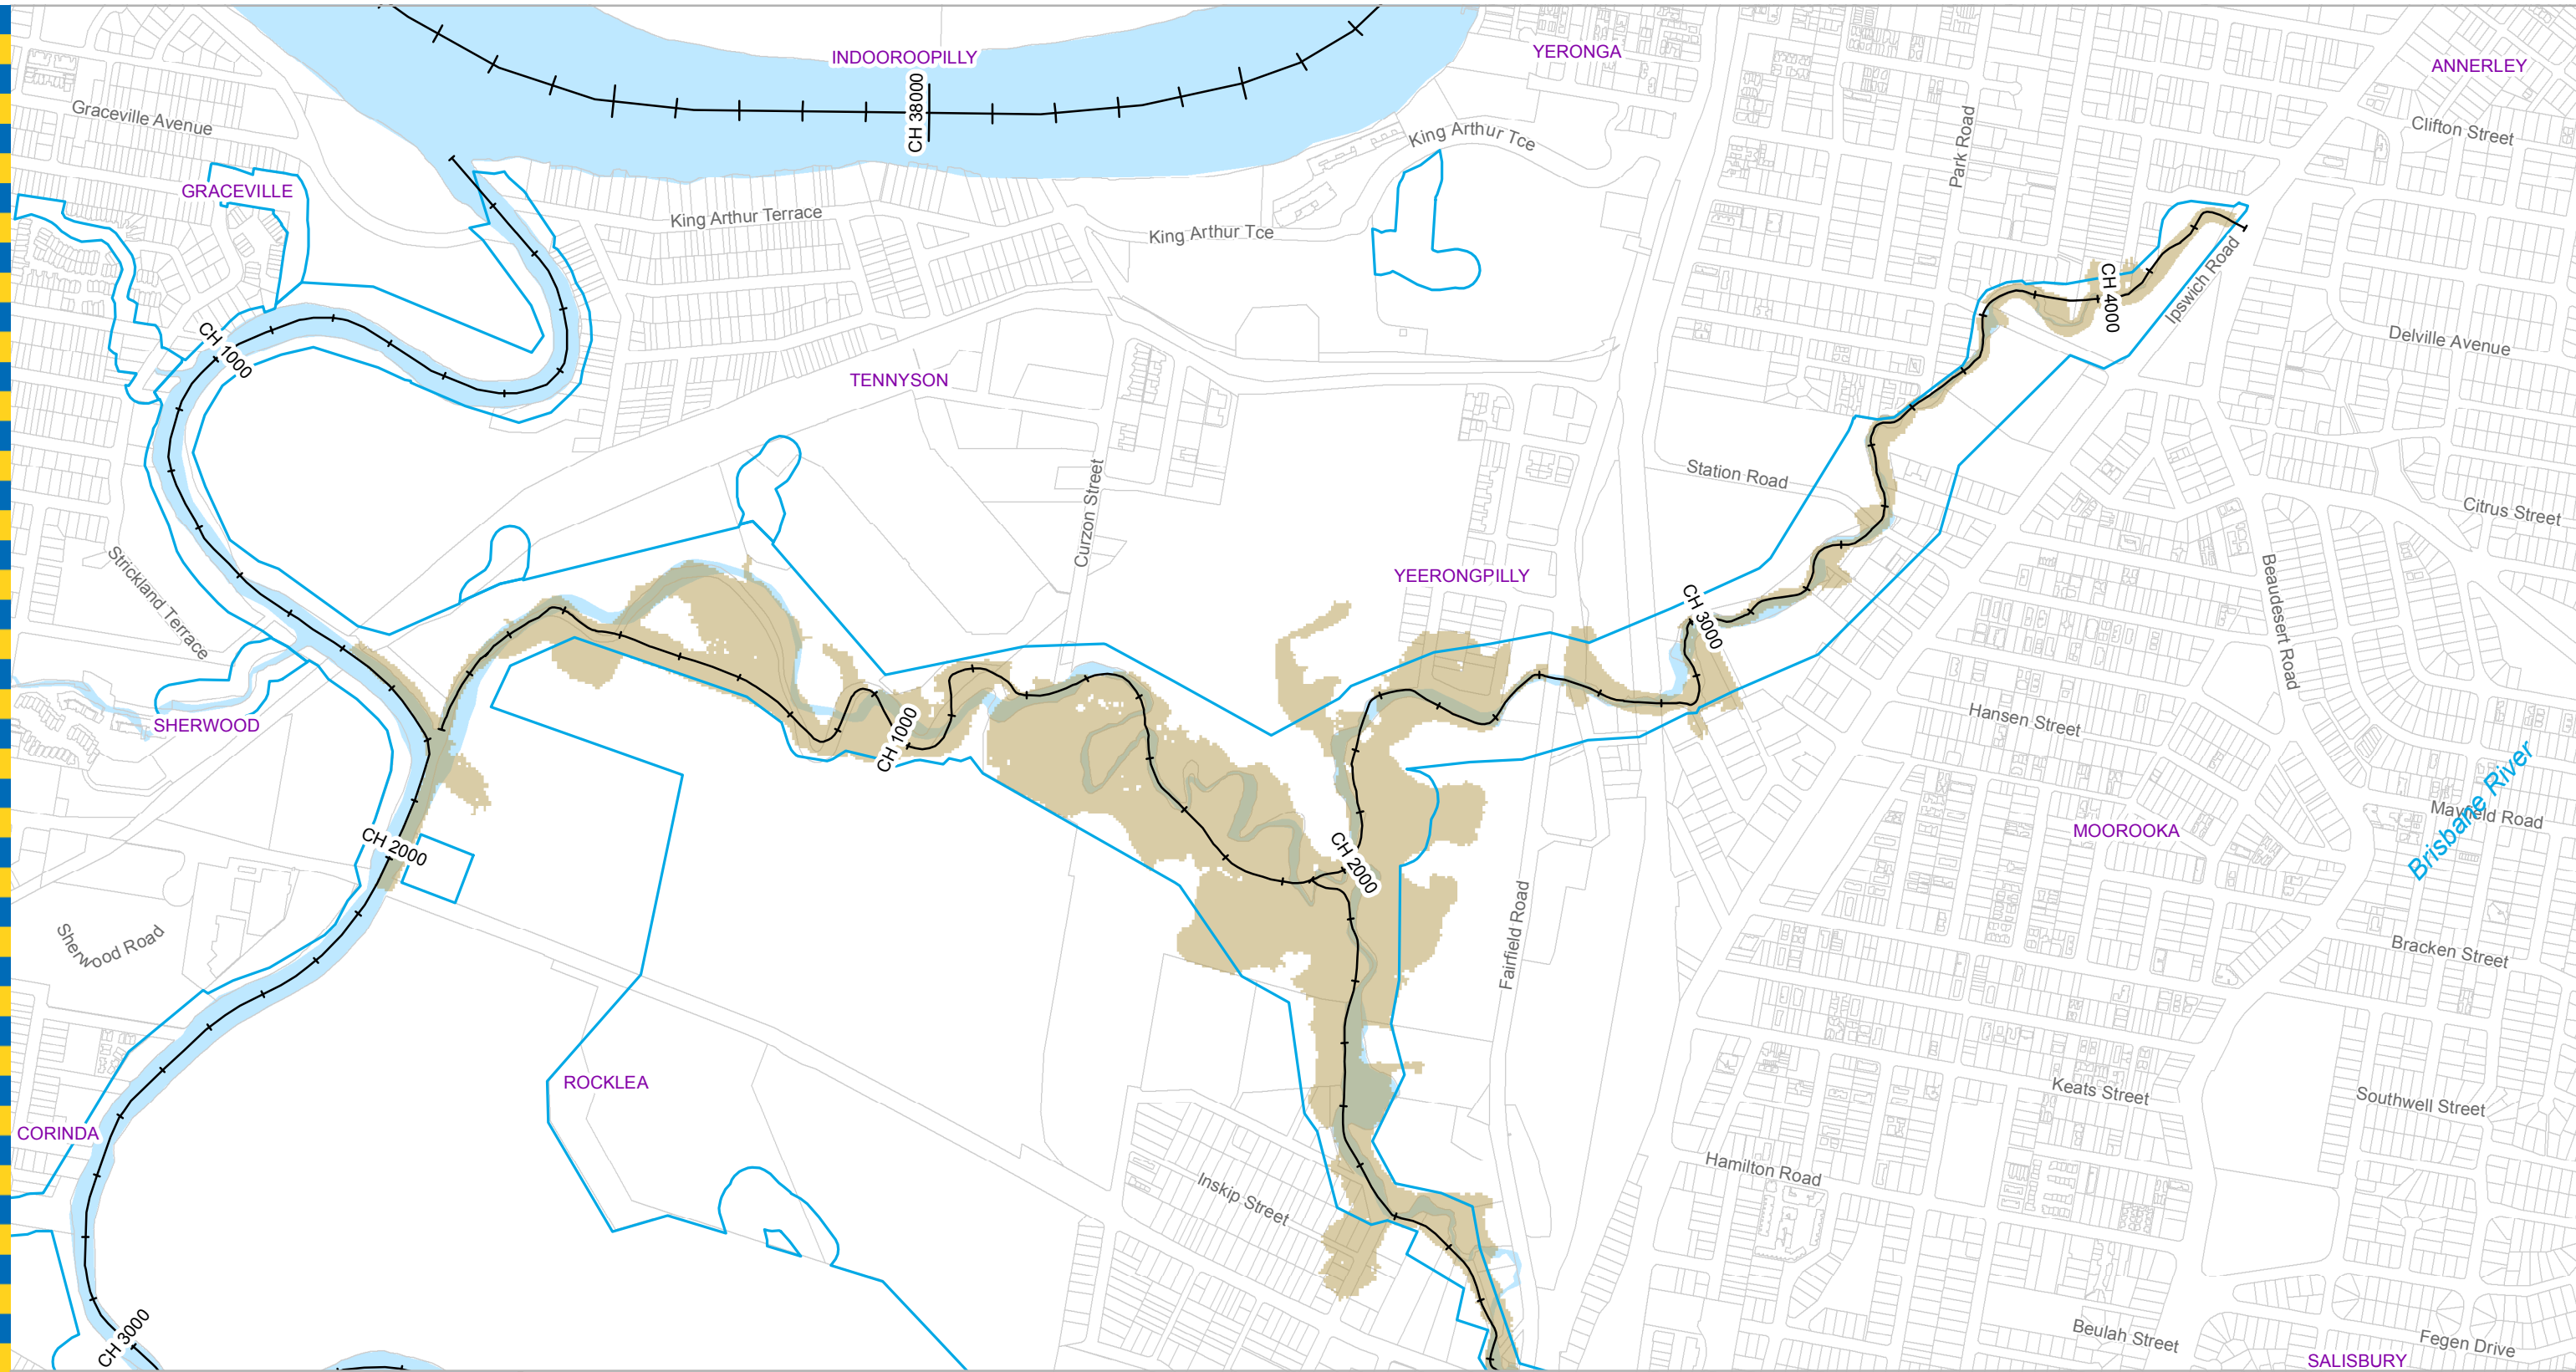 INDOOROOPILLY
YERONGA
ANNERLEY
CH 38000
Graceville Avenue
King Arthur Tce
Park Road
Clifton Street
GRACEVILLE
King Arthur Terrace
King Arthur Tce
Ipswich Road
CH 4000
CH 1000
Delville Avenue
TENNYSON
Station Road
Curzon Street
Citrus Street
Strickland Terrace
YEERONGPILLY
CH 3000
Beaudesert Road
SHERWOOD
Hansen Street
CH 1000
Brisbane River
Mayfield Road
MOOROOKA
CH 2000
CH 2000
Sherwood Road
Fairfield Road
Bracken Street
ROCKLEA
Keats Street
Southwell Street
CORINDA
Hamilton Road
Inskip Street
CH 3000
Beulah Street
Fegen Drive
SALISBURY